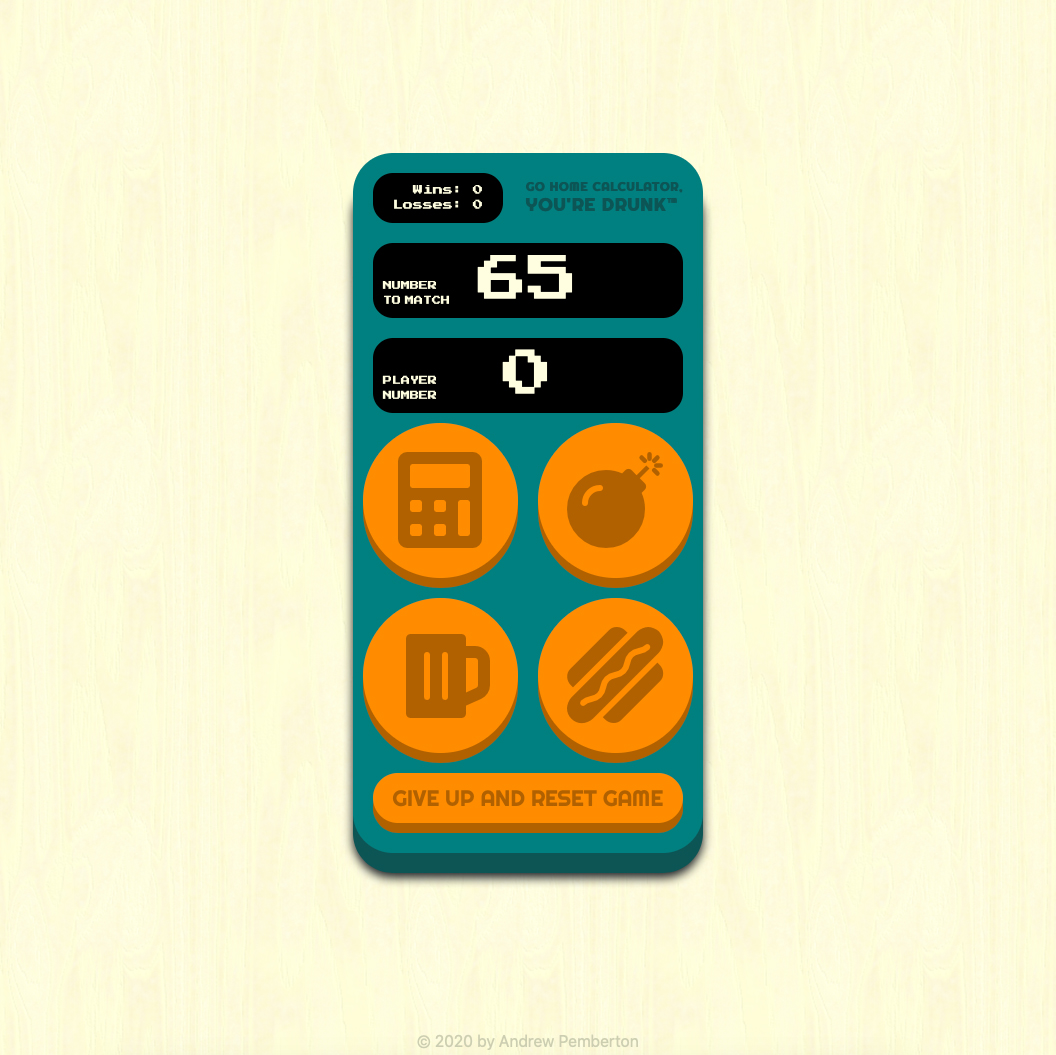 Wins: 0
Losses: 0
GO HOME CALCULATOR,
YOU'RE DRUNK™
NUMBER
TO MATCH
65
PLAYER
NUMBER
0
GIVE UP AND RESET GAME
© 2020 by Andrew Pemberton